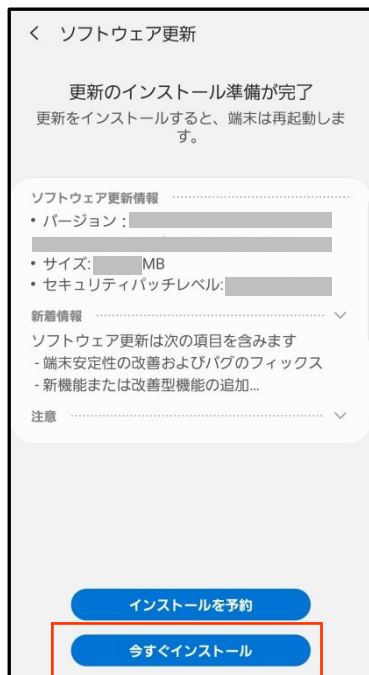 ソフトウェア更新
更新のインストール準備が完了
更新をインストールすると、端末は再起動しま
す。
ソフトウェア更新情報
• バージョン :
• サイズ: MB
• セキュリティパッチレベル:
新着情報
ソフトウェア更新は次の項目を含みます
- 端末安定性の改善およびバグのフィックス
- 新機能または改善型機能の追加...
注意
インストールを予約
今すぐインストール